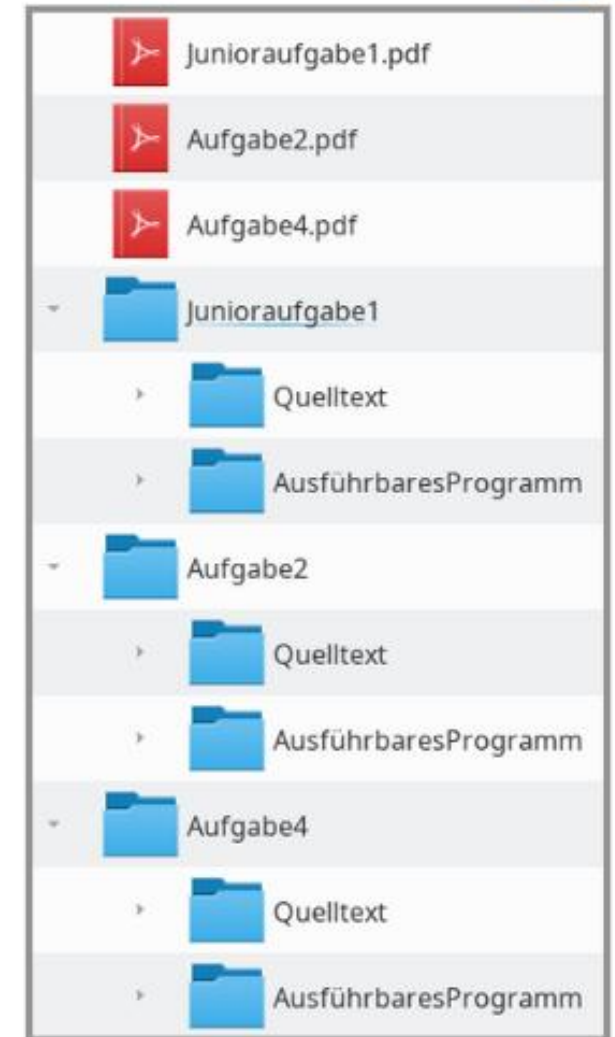 Junioraufgabe1.pdf
Aufgabe2.pdf
Aufgabe4.pdf
Junioraufgabe1
Quelltext
AusführbaresProgramm
Aufgabe2
Quelltext
AusführbaresProgramm
Aufgabe4
Quelltext
AusführbaresProgramm